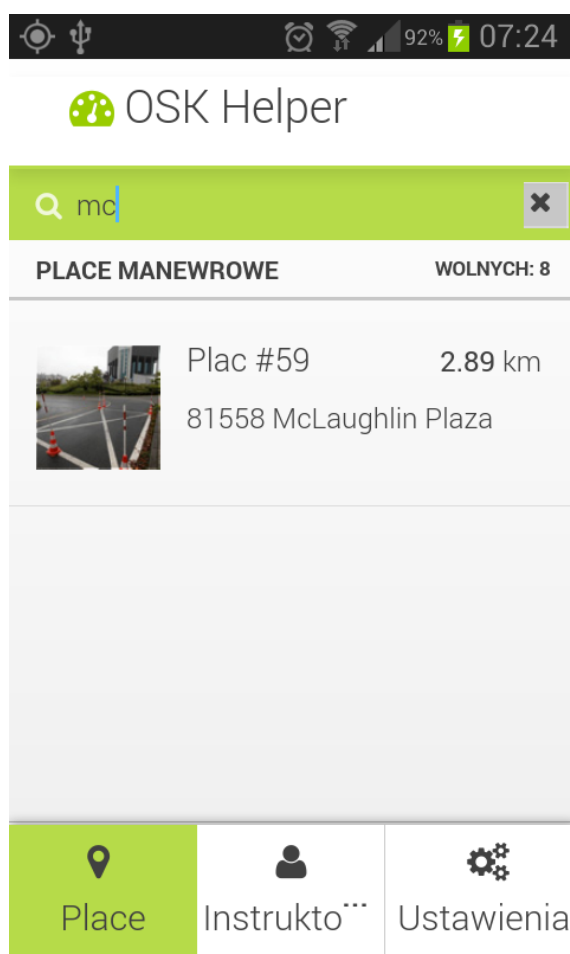 92% 07:24
OSK Helper
mc
PLACE MANEWROWE WOLNYCH: 8
Plac #59 2.89 km
81558 McLaughlin Plaza
Place Instrukto... Ustawienia